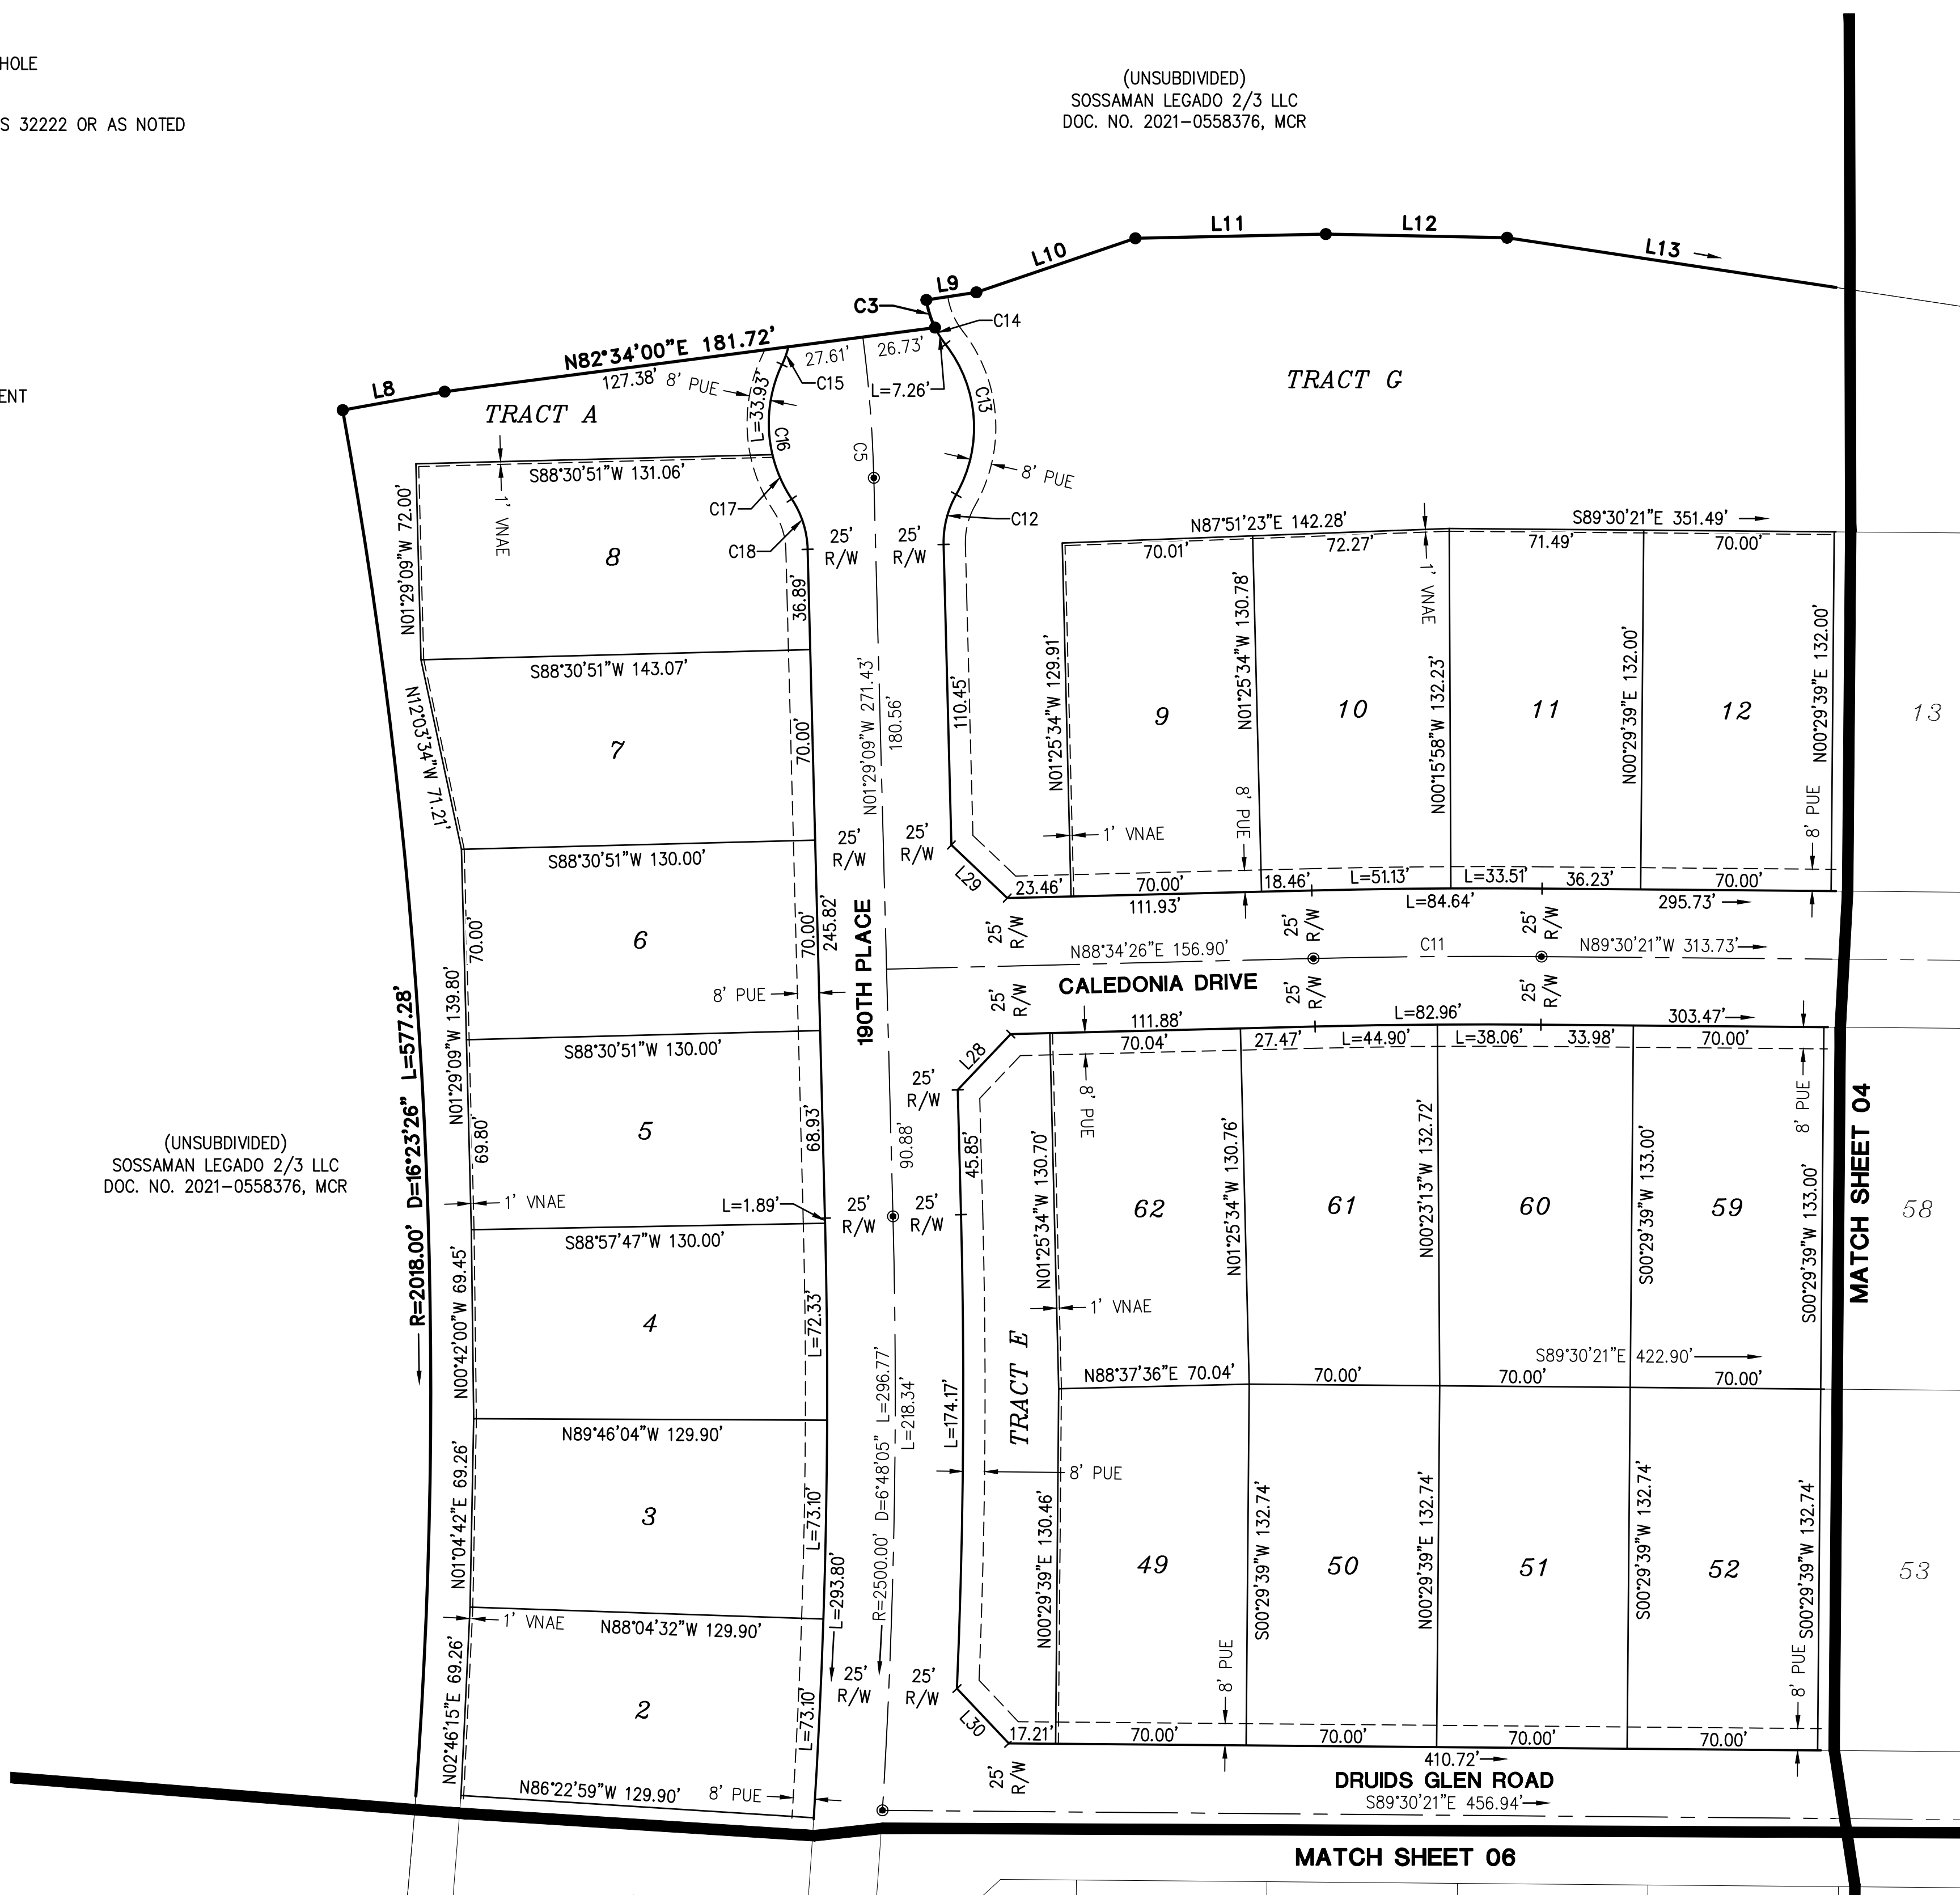 HOLE
S 32222 OR AS NOTED
ENT
(UNSUBDIVIDED)
SOSSAMAN LEGADO 2/3 LLC
DOC. NO. 2021-0558376, MCR
L8
N82°34'00"E 181.72'
127.38'
8' PUE
27.61'
26.73'
C3
L9
L10
L11
L12
L13
C14
C15
L=7.26'
C13
L=33.93'
C16
C5
C17
C18
C12
8' PUE
TRACT A
TRACT G
S88°30'51"W 131.06'
1' VNAE
N01°29'09"W 72.00'
8
25'
R/W
25'
R/W
36.89'
S88°30'51"W 143.07'
N12°03'34"W 71.21'
7
70.00'
N01°29'09"W 271.43'
180.56'
110.45'
N87°51'23"E 142.28'
S89°30'21"E 351.49'
70.01'
72.27'
71.49'
70.00'
1' VNAE
N01°25'34"W 129.91'
N01°25'34"W 130.78'
N00°15'58"W 132.23'
N00°29'39"E 132.00'
N00°29'39"E 132.00'
9
10
11
12
13
8' PUE
8' PUE
1' VNAE
25'
R/W
25'
R/W
S88°30'51"W 130.00'
L29
23.46'
70.00'
18.46'
L=51.13'
L=33.51'
36.23'
70.00'
111.93'
L=84.64'
295.73'
6
70.00'
70.00'
245.82'
190TH PLACE
25'
R/W
25'
R/W
25'
R/W
N88°34'26"E 156.90'
C11
N89°30'21"W 313.73'
8' PUE
CALEDONIA DRIVE
25'
R/W
25'
R/W
25'
R/W
N01°29'09"W 139.80'
R=2018.00' D=16°23'26" L=577.28'
S88°30'51"W 130.00'
L28
111.88'
L=82.96'
303.47'
70.04'
27.47'
L=44.90'
L=38.06'
33.98'
70.00'
25'
R/W
8' PUE
8' PUE
(UNSUBDIVIDED)
SOSSAMAN LEGADO 2/3 LLC
DOC. NO. 2021-0558376, MCR
69.80'
5
68.93'
90.88'
45.85'
N01°25'34"W 130.70'
N01°25'34"W 130.76'
N00°23'13"W 132.72'
S00°29'39"W 133.00'
S00°29'39"W 133.00'
MATCH SHEET 04
1' VNAE
L=1.89'
25'
R/W
25'
R/W
62
61
60
59
58
S88°57'47"W 130.00'
N00°42'00"W 69.45'
4
L=72.33'
1' VNAE
TRACT E
R=2500.00' D=6°48'05" L=296.77'
L=218.34'
L=174.17'
N88°37'36"E 70.04'
70.00'
S89°30'21"E 422.90'
70.00'
70.00'
N89°46'04"W 129.90'
8' PUE
N01°04'42"E 69.26'
3
L=73.10'
L=293.80'
N00°29'39"E 130.46'
S00°29'39"W 132.74'
N00°29'39"E 132.74'
S00°29'39"W 132.74'
S00°29'39"W 132.74'
49
50
51
52
53
1' VNAE
N88°04'32"W 129.90'
8' PUE
8' PUE
25'
R/W
25'
R/W
N02°46'15"E 69.26'
2
L=73.10'
L30
17.21'
70.00'
70.00'
70.00'
70.00'
410.72'
25'
R/W
N86°22'59"W 129.90'
8' PUE
DRUIDS GLEN ROAD
S89°30'21"E 456.94'
MATCH SHEET 06